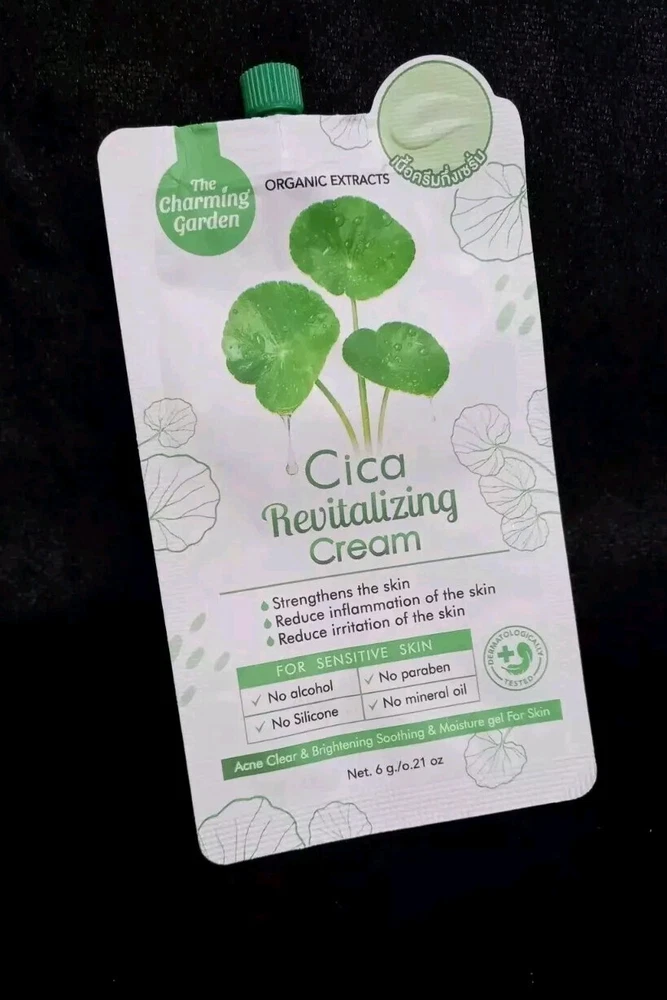 The
Charming
Garden
ORGANIC EXTRACTS
เนื้อครีมกึ่งเซรั่ม
Cica
Revitalizing
Cream
Strengthens the skin
Reduce inflammation of the skin
Reduce irritation of the skin
FOR SENSITIVE SKIN
✓ No alcohol
✓ No paraben
✓ No Silicone
✓ No mineral oil
DERMATOLOGICALLY
TESTED
Acne Clear & Brightening Soothing & Moisture gel For Skin
Net. 6 g./o.21 oz